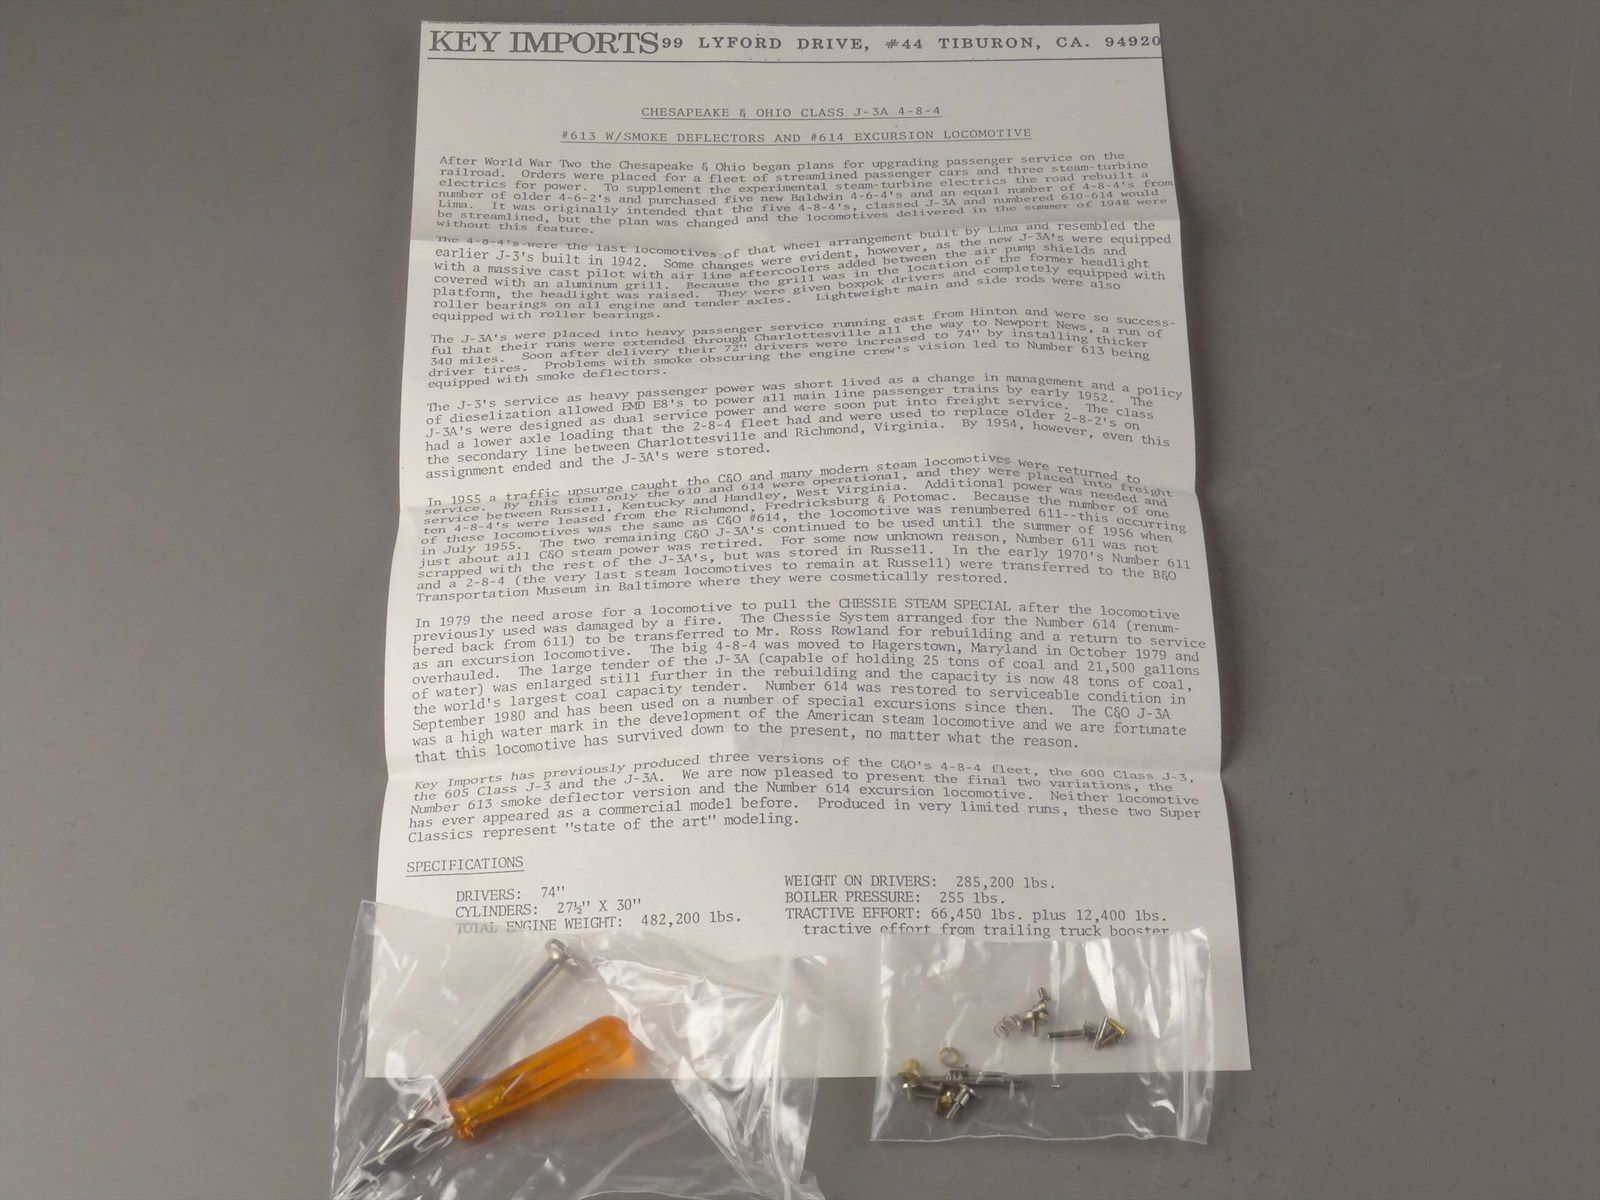 KEY IMPORTS 99 LYFORD DRIVE, #44 TIBURON, CA. 94920
CHESAPEAKE & OHIO CLASS J-3A 4-8-4
#613 W/SMOKE DEFLECTORS AND #614 EXCURSION LOCOMOTIVE
After World War Two the Chesapeake & Ohio began plans for upgrading passenger service on the
railroad. Orders were placed for a fleet of streamlined passenger cars and three steam-turbine
electrics for power. To supplement the experimental steam-turbine electrics the road rebuilt a
number of older 4-6-2's and purchased five new Baldwin 4-6-4's and an equal number of 4-8-4's from
Lima. It was originally intended that the five 4-8-4's, classed J-3A and numbered 610-614 would
be streamlined, but the plan was changed and the locomotives delivered in the summer of 1948 were
without this feature.
The 4-8-4's were the last locomotives of that wheel arrangement built by Lima and resembled the
earlier J-3's built in 1942. Some changes were evident, however, as the new J-3A's were equipped
with a massive cast pilot with air line aftercoolers added between the air pump shields and
covered with an aluminum grill. Because the grill was in the location of the former headlight
platform, the headlight was raised. They were given boxpok drivers and completely equipped with
roller bearings on all engine and tender axles. Lightweight main and side rods were also
equipped with roller bearings.
The J-3A's were placed into heavy passenger service running east from Hinton and were so success-
ful that their runs were extended through Charlottesville all the way to Newport News, a run of
340 miles. Soon after delivery their 72" drivers were increased to 74" by installing thicker
driver tires. Problems with smoke obscuring the engine crew's vision led to Number 613 being
equipped with smoke deflectors.
The J-3's service as heavy passenger power was short lived as a change in management and a policy
of dieselization allowed EMD E8's to power all main line passenger trains by early 1952. The
J-3A's were designed as dual service power and were soon put into freight service. The class
had a lower axle loading that the 2-8-4 fleet had and were used to replace older 2-8-2's on
the secondary line between Charlottesville and Richmond, Virginia. By 1954, however, even this
assignment ended and the J-3A's were stored.
In 1955 a traffic upsurge caught the C&O and many modern steam locomotives were returned to
service. By this time only the 610 and 614 were operational, and they were placed into freight
service between Russell, Kentucky and Handley, West Virginia. Additional power was needed and
ten 4-8-4's were leased from the Richmond, Fredricksburg & Potomac. Because the number of one
of these locomotives was the same as C&O #614, the locomotive was renumbered 611--this occurring
in July 1955. The two remaining C&O J-3A's continued to be used until the summer of 1956 when
just about all C&O steam power was retired. For some now unknown reason, Number 611 was not
scrapped with the rest of the J-3A's, but was stored in Russell. In the early 1970's Number 611
and a 2-8-4 (the very last steam locomotives to remain at Russell) were transferred to the B&O
Transportation Museum in Baltimore where they were cosmetically restored.
In 1979 the need arose for a locomotive to pull the CHESSIE STEAM SPECIAL after the locomotive
previously used was damaged by a fire. The Chessie System arranged for the Number 614 (renum-
bered back from 611) to be transferred to Mr. Ross Rowland for rebuilding and a return to service
as an excursion locomotive. The big 4-8-4 was moved to Hagerstown, Maryland in October 1979 and
overhauled. The large tender of the J-3A (capable of holding 25 tons of coal and 21,500 gallons
of water) was enlarged still further in the rebuilding and the capacity is now 48 tons of coal,
the world's largest coal capacity tender. Number 614 was restored to serviceable condition in
September 1980 and has been used on a number of special excursions since then. The C&O J-3A
was a high water mark in the development of the American steam locomotive and we are fortunate
that this locomotive has survived down to the present, no matter what the reason.
Key Imports has previously produced three versions of the C&O's 4-8-4 fleet, the 600 Class J-3,
the 605 Class J-3 and the J-3A. We are now pleased to present the final two variations, the
Number 613 smoke deflector version and the Number 614 excursion locomotive. Neither locomotive
has ever appeared as a commercial model before. Produced in very limited runs, these two Super
Classics represent "state of the art" modeling.
SPECIFICATIONS
DRIVERS: 74"
CYLINDERS: 27½" X 30"
TOTAL ENGINE WEIGHT: 482,200 lbs.
WEIGHT ON DRIVERS: 285,200 lbs.
BOILER PRESSURE: 255 lbs.
TRACTIVE EFFORT: 66,450 lbs. plus 12,400 lbs.
tractive effort from trailing truck booster